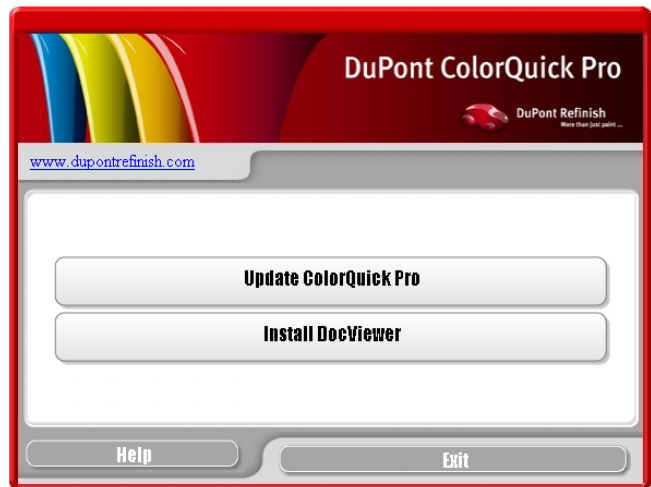 DuPont ColorQuick Pro
DuPont Refinish
More than just paint ...
www.dupontrefinish.com
Update ColorQuick Pro
Install DocViewer
Help
Exit